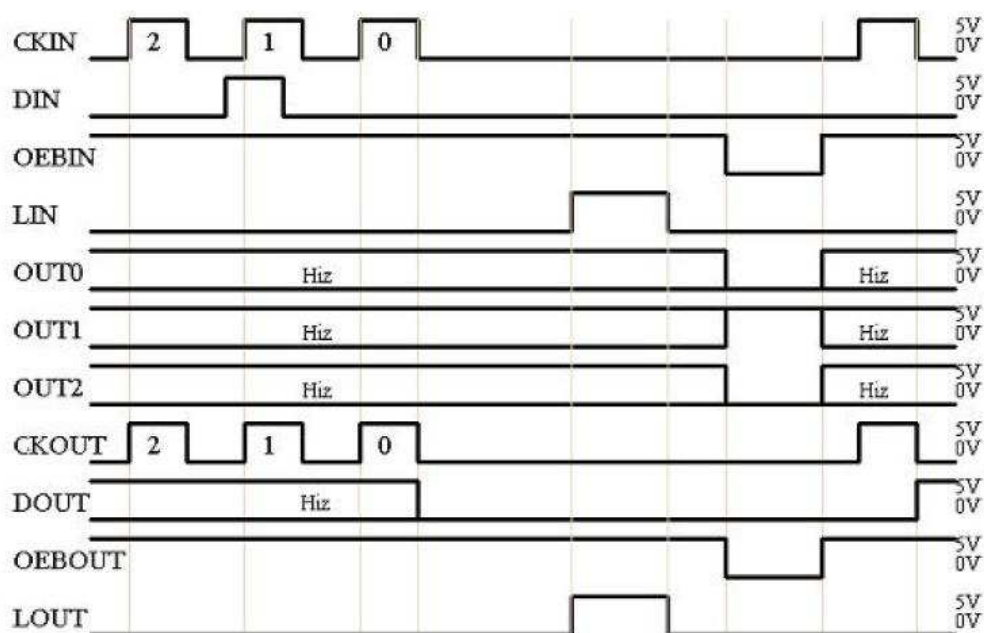 CKIN 2 1 0 5V
0V
DIN 5V
0V
OEBIN 5V
0V
LIN 5V
0V
OUT0 Hiz Hiz 5V
0V
OUT1 Hiz Hiz 5V
0V
OUT2 Hiz Hiz 5V
0V
CKOUT 2 1 0 5V
0V
DOUT Hiz 5V
0V
OEBOUT 5V
0V
LOUT 5V
0V